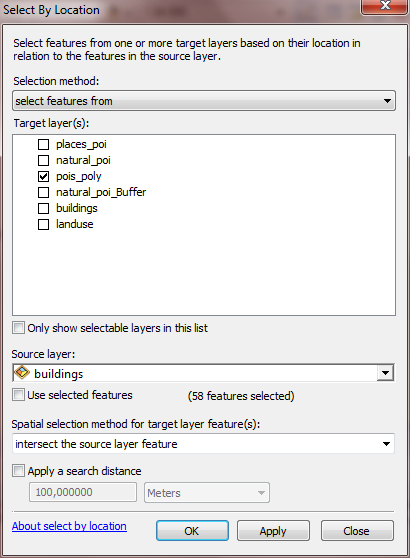 Select By Location
Select features from one or more target layers based on their location in
relation to the features in the source layer.
Selection method:
select features from
Target layer(s):
places_poi
natural_poi
pois_poly
natural_poi_Buffer
buildings
landuse
Only show selectable layers in this list
Source layer:
buildings
Use selected features (58 features selected)
Spatial selection method for target layer feature(s):
intersect the source layer feature
Apply a search distance
100,000000 Meters
About select by location OK Apply Close